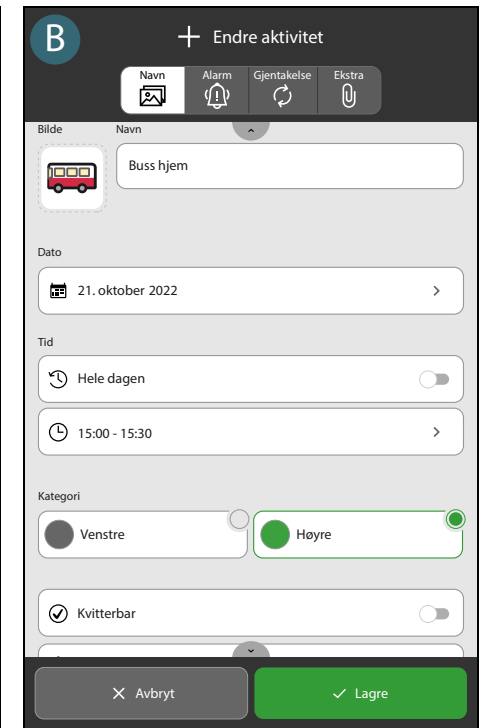 B
Endre aktivitet
Navn Alarm Gjentakelse Ekstra
Bilde Navn
Buss hjem
Dato
21. oktober 2022
Tid
Hele dagen
15:00 - 15:30
Kategori
Venstre Høyre
Kvitterbar
Avbryt Lagre